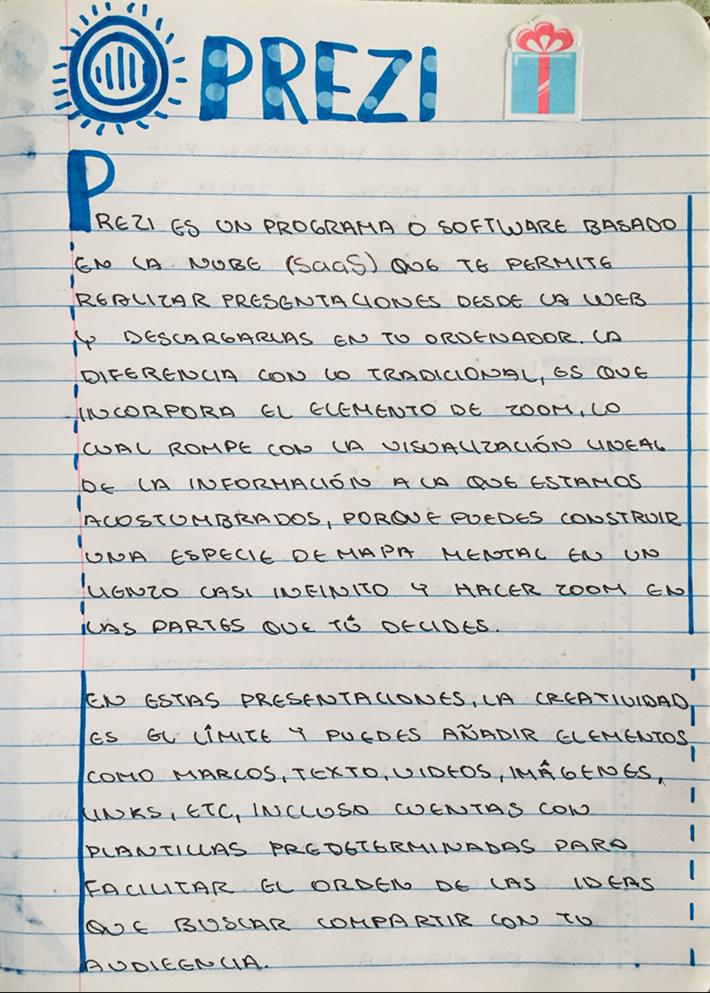 PREZI
PREZI ES UN PROGRAMA O SOFTWARE BASADO
EN LA NUBE (SaaS) QUE TE PERMITE
REALIZAR PRESENTACIONES DESDE LA WEB
Y DESCARGARLAS EN TU ORDENADOR. LA
DIFERENCIA CON LO TRADICIONAL, ES QUE
INCORPORA EL ELEMENTO DE ZOOM, LO
CUAL ROMPE CON LA VISUALIZACIÓN LINEAL
DE LA INFORMACIÓN A LA QUE ESTAMOS
ACOSTUMBRADOS, PORQUE PUEDES CONSTRUIR
UNA ESPECIE DE MAPA MENTAL EN UN
LIENZO CASI INFINITO Y HACER ZOOM EN
LAS PARTES QUE TÚ DECIDES.
EN ESTAS PRESENTACIONES, LA CREATIVIDAD
ES EL LÍMITE Y PUEDES AÑADIR ELEMENTOS
COMO MARCOS, TEXTO, VIDEOS, IMÁGENES,
LINKS, ETC, INCLUSO CUENTAS CON
PLANTILLAS PREDETERMINADAS PARA
FACILITAR EL ORDEN DE LAS IDEAS
QUE BUSCAR COMPARTIR CON TU
AUDIEENCIA.